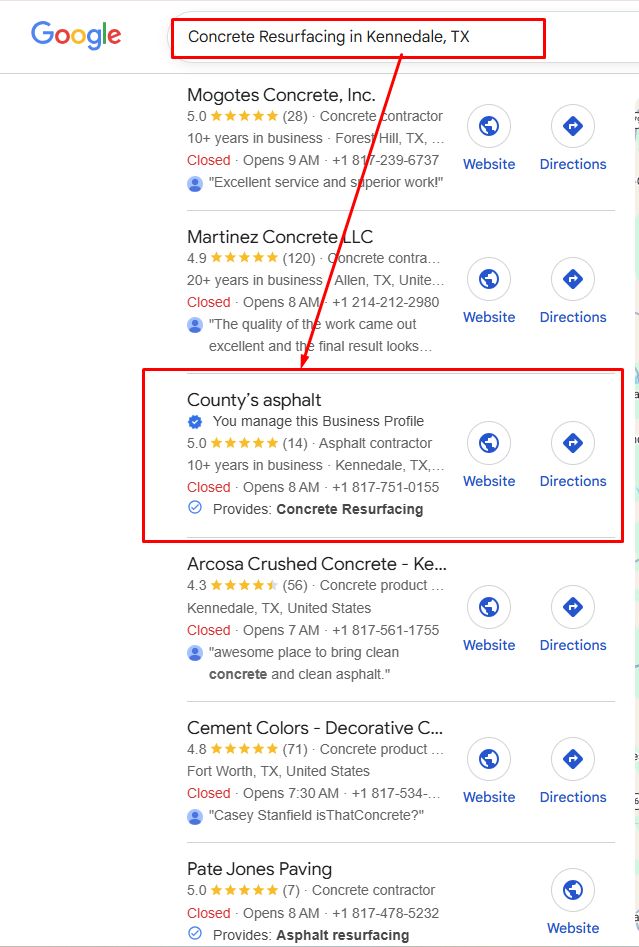 Google
Concrete Resurfacing in Kennedale, TX
Mogotes Concrete, Inc.
5.0 ★★★★★ (28) · Concrete contractor
10+ years in business · Forest Hill, TX, ...
Closed · Opens 9 AM · +1 817-239-6737
"Excellent service and superior work!"
Website
Directions
Martinez Concrete LLC
4.9 ★★★★★ (120) · Concrete contra...
20+ years in business · Allen, TX, Unite...
Closed · Opens 8 AM · +1 214-212-2980
"The quality of the work came out
excellent and the final result looks...
Website
Directions
County's asphalt
You manage this Business Profile
5.0 ★★★★★ (14) · Asphalt contractor
10+ years in business · Kennedale, TX,...
Closed · Opens 8 AM · +1 817-751-0155
Provides: Concrete Resurfacing
Website
Directions
Arcosa Crushed Concrete - Ke...
4.3 ★★★★★ (56) · Concrete product ...
Kennedale, TX, United States
Closed · Opens 7 AM · +1 817-561-1755
"awesome place to bring clean
concrete and clean asphalt."
Website
Directions
Cement Colors - Decorative C...
4.8 ★★★★★ (71) · Concrete product ...
Fort Worth, TX, United States
Closed · Opens 7:30 AM · +1 817-534-...
"Casey Stanfield isThatConcrete?"
Website
Directions
Pate Jones Paving
5.0 ★★★★★ (7) · Concrete contractor
Closed · Opens 8 AM · +1 817-478-5232
Provides: Asphalt resurfacing
Website